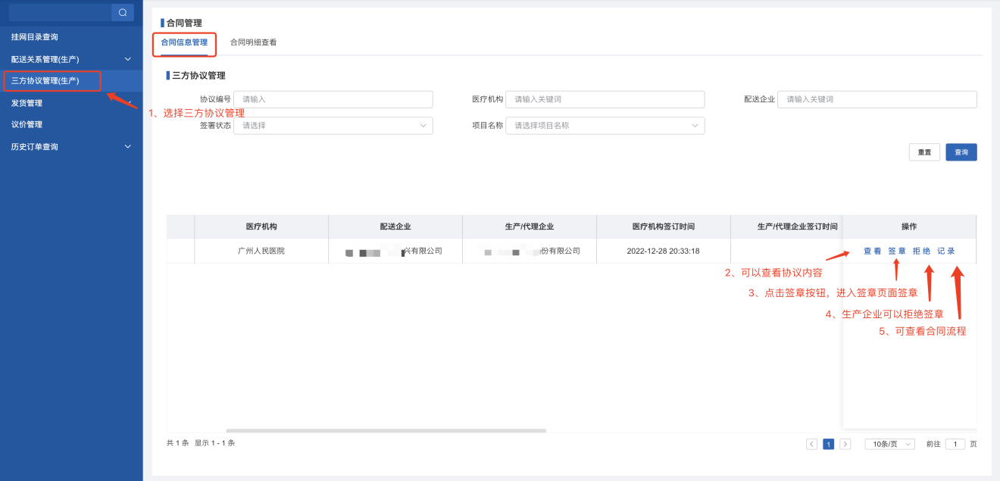 合同管理
挂网目录查询
合同信息管理 合同明细查看
配送关系管理(生产)
三方协议管理(生产)
三方协议管理
发货管理
协议编号 请输入 医疗机构 请输入关键词 配送企业 请输入关键词
1、选择三方协议管理
议价管理
签署状态 请选择 项目名称 请选择项目名称
历史订单查询
重置 查询
医疗机构 配送企业 生产/代理企业 医疗机构签订时间 生产/代理企业签订时间 操作
广州人民医院 兴有限公司 份有限公司 2022-12-28 20:33:18 查看 签章 拒绝 记录
2、可以查看协议内容
3、点击签章按钮，进入签章页面签章
4、生产企业可以拒绝签章
5、可查看合同流程
共 1 条 显示 1 - 1 条 1 10条/页 前往 1 页